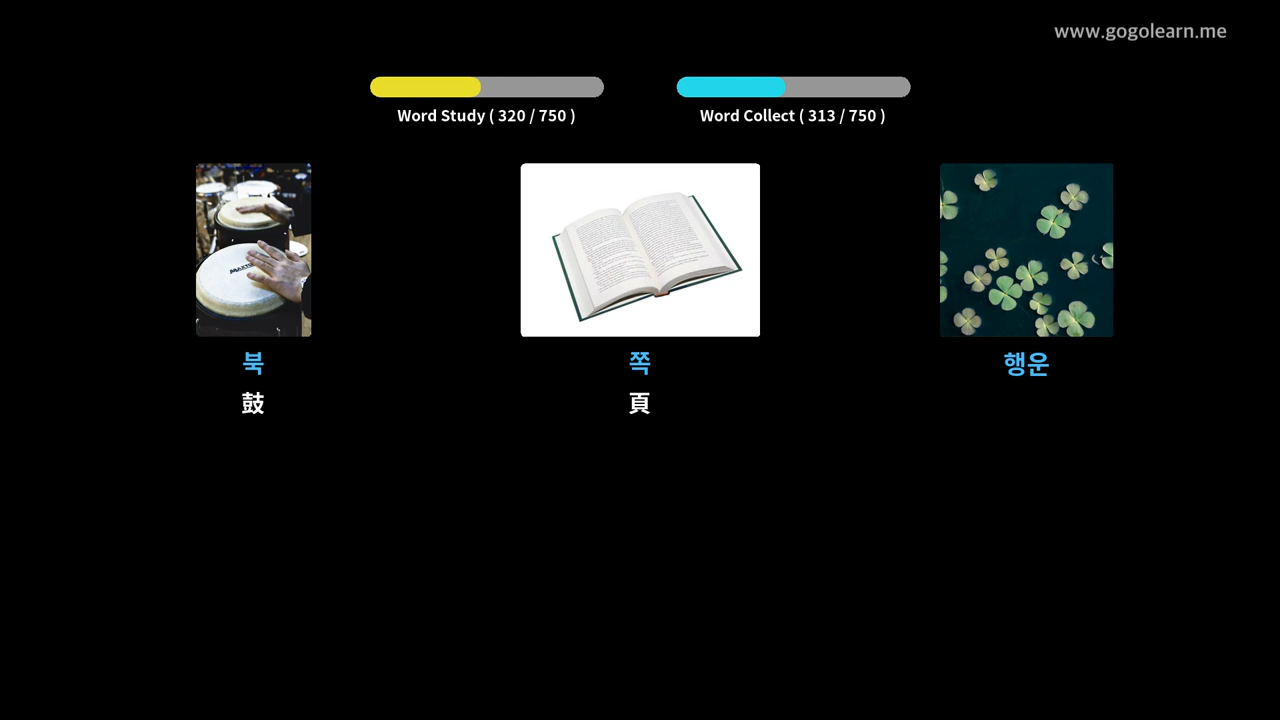 www.gogolearn.me
Word Study ( 320 / 750 )
Word Collect ( 313 / 750 )
북
쪽
행운
鼓
頁